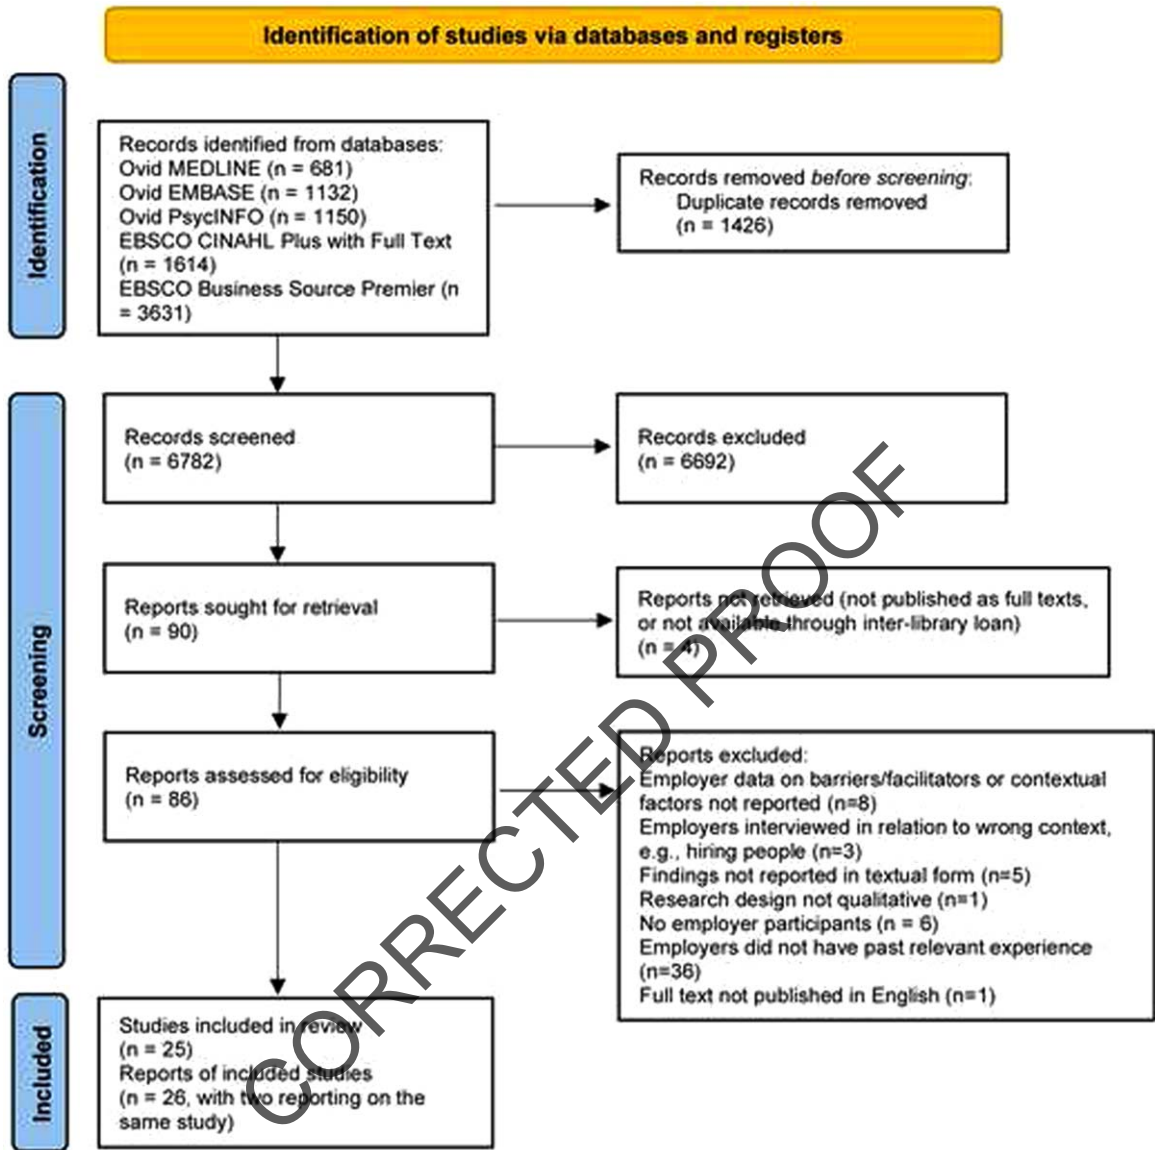 Identification of studies via databases and registers
Identification
Records identified from databases:
Ovid MEDLINE (n = 681)
Ovid EMBASE (n = 1132)
Ovid PsycINFO (n = 1150)
EBSCO CINAHL Plus with Full Text
(n = 1614)
EBSCO Business Source Premier (n
= 3631)
Records removed before screening:
Duplicate records removed
(n = 1426)
Screening
Records screened
(n = 6782)
Records excluded
(n = 6692)
Reports sought for retrieval
(n = 90)
Reports not retrieved (not published as full texts,
or not available through inter-library loan)
(n = 4)
Reports assessed for eligibility
(n = 86)
Reports excluded:
Employer data on barriers/facilitators or contextual
factors not reported (n=8)
Employers interviewed in relation to wrong context,
e.g., hiring people (n=3)
Findings not reported in textual form (n=5)
Research design not qualitative (n=1)
No employer participants (n = 6)
Employers did not have past relevant experience
(n=36)
Full text not published in English (n=1)
Included
Studies included in review
(n = 25)
Reports of included studies
(n = 26, with two reporting on the
same study)
CORRECTED PROOF